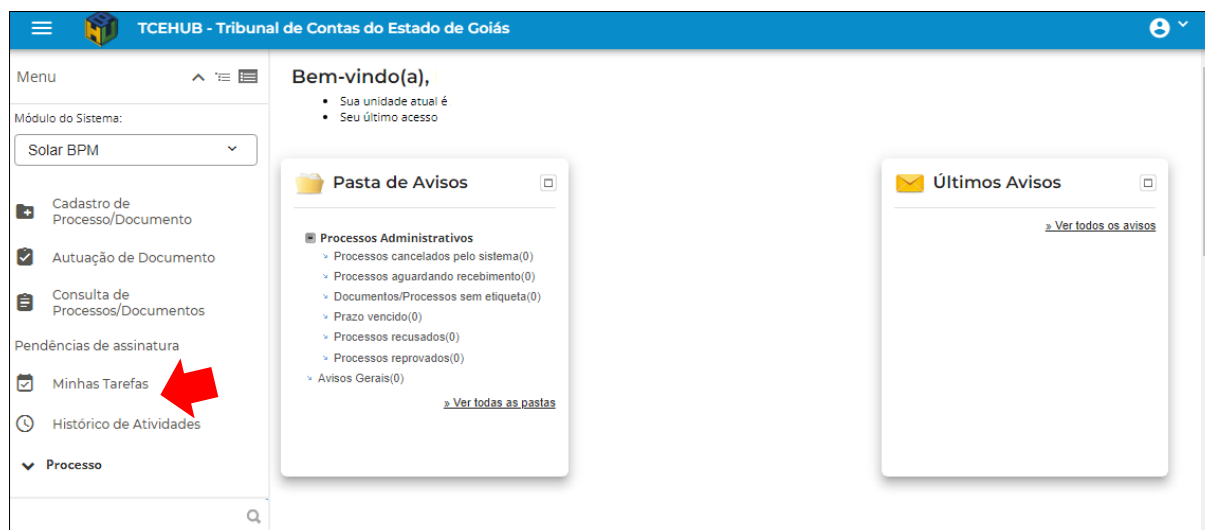 TCEHUB - Tribunal de Contas do Estado de Goiás
Menu
Módulo do Sistema:
Solar BPM
Cadastro de
Processo/Documento
Autuação de Documento
Consulta de
Processos/Documentos
Pendências de assinatura
Minhas Tarefas
Histórico de Atividades
Processo
Bem-vindo(a),
Sua unidade atual é
Seu último acesso
Pasta de Avisos
Processos Administrativos
Processos cancelados pelo sistema(0)
Processos aguardando recebimento(0)
Documentos/Processos sem etiqueta(0)
Prazo vencido(0)
Processos recusados(0)
Processos reprovados(0)
Avisos Gerais(0)
» Ver todas as pastas
Últimos Avisos
» Ver todos os avisos